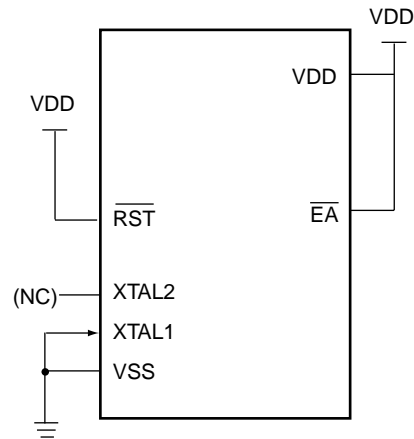 VDD
VDD
VDD
RST
EA
(NC)
XTAL2
XTAL1
VSS